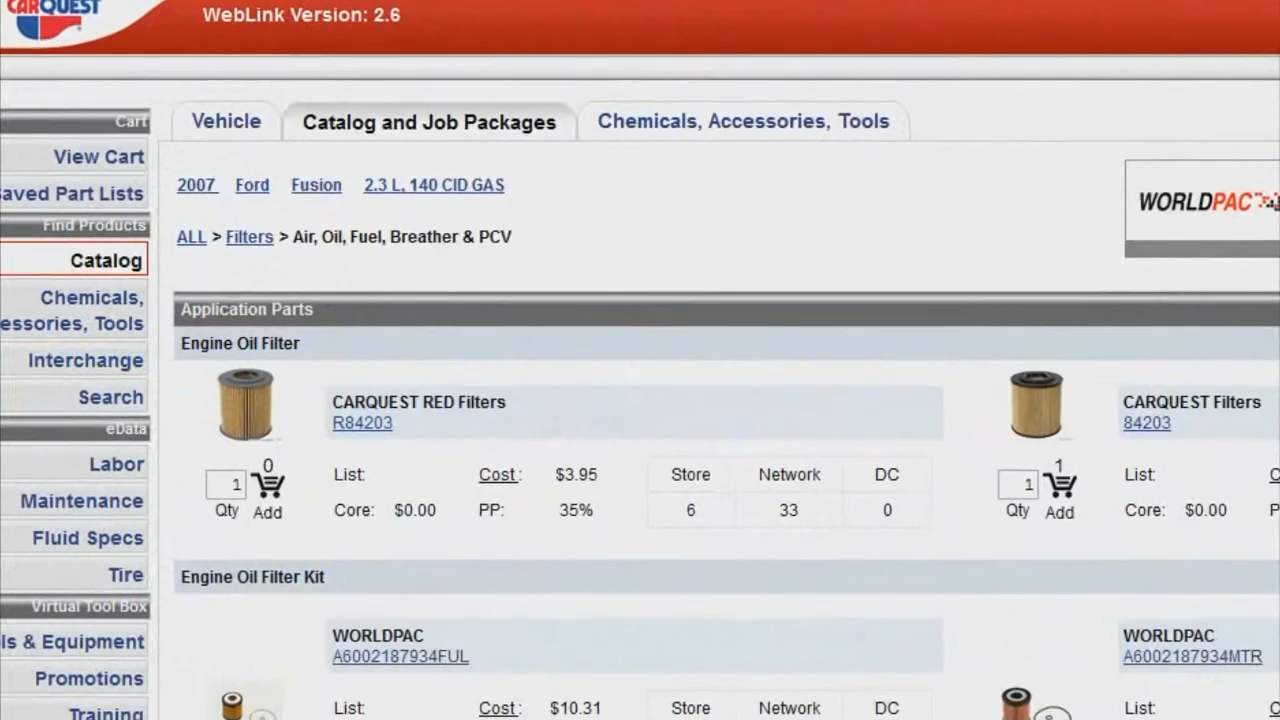 CARQUEST
WebLink Version: 2.6
Cart
View Cart
aved Part Lists
Find Products
Catalog
Chemicals,
essories, Tools
Interchange
Search
eData
Labor
Maintenance
Fluid Specs
Tire
Virtual Tool Box
ls & Equipment
Promotions
Training
Vehicle
Catalog and Job Packages
Chemicals, Accessories, Tools
2007 Ford Fusion 2.3 L, 140 CID GAS
ALL > Filters > Air, Oil, Fuel, Breather & PCV
WORLDPAC
Application Parts
Engine Oil Filter
CARQUEST RED Filters
R84203
0
1
Qty Add
List: Cost: $3.95
Core: $0.00 PP: 35%
Store Network DC
6 33 0
CARQUEST Filters
84203
1
1
Qty Add
List: C
Core: $0.00 P
Engine Oil Filter Kit
WORLDPAC
A6002187934FUL
List: Cost: $10.31
Store Network DC
WORLDPAC
A6002187934MTR
List: C